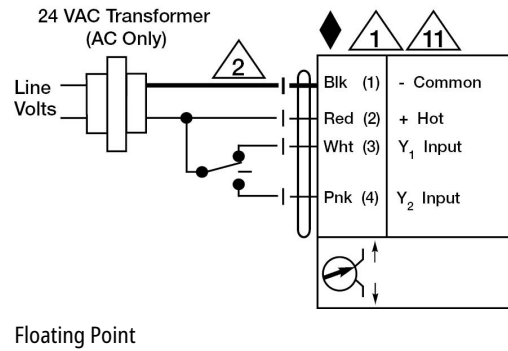 24 VAC Transformer
(AC Only)
1
11
2
Line
Volts
Blk (1) - Common
Red (2) + Hot
Wht (3) Y1 Input
Pnk (4) Y2 Input
Floating Point